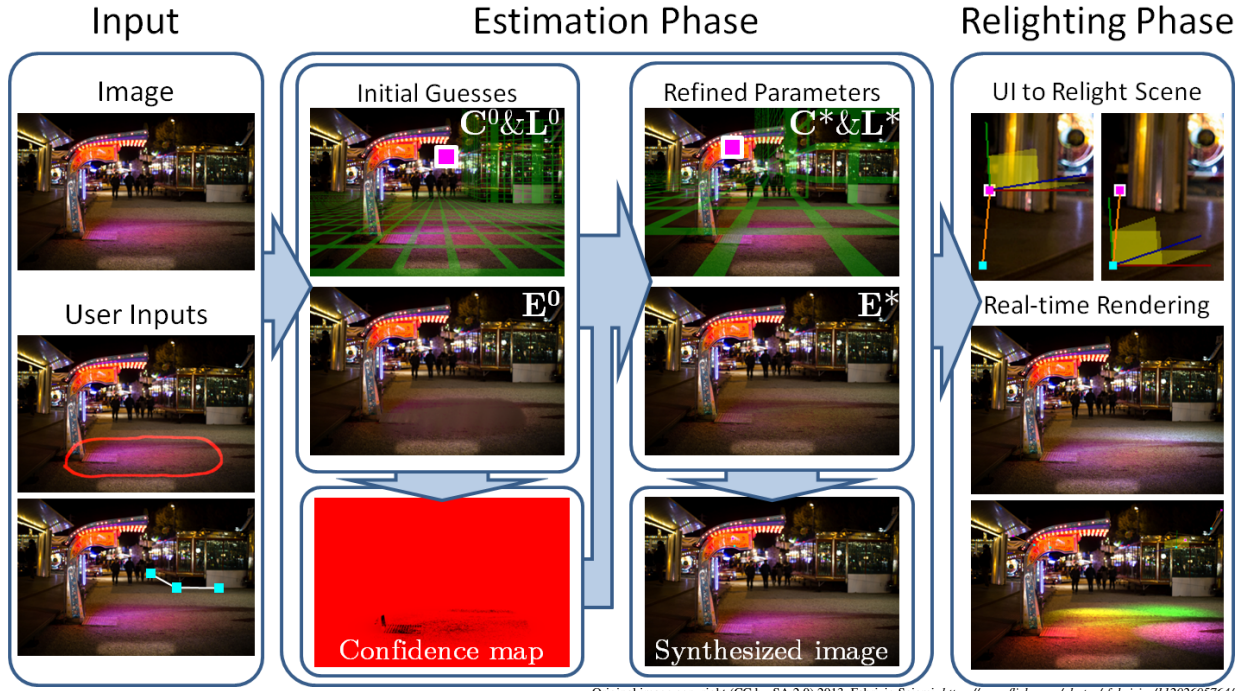 Input
Estimation Phase
Relighting Phase
Image
Initial Guesses
Refined Parameters
UI to Relight Scene
C⁰&L⁰
C*&L*
User Inputs
E⁰
E*
Real-time Rendering
Confidence map
Synthesized image